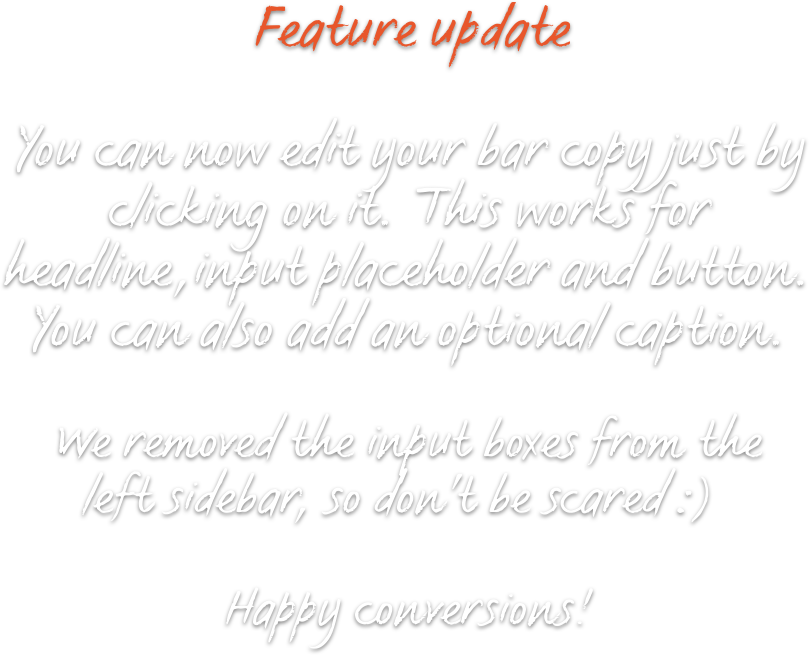 Feature update
You can now edit your bar copy just by
clicking on it. This works for
headline, input placeholder and button.
You can also add an optional caption.
We removed the input boxes from the
left sidebar, so don't be scared :)
Happy conversions!